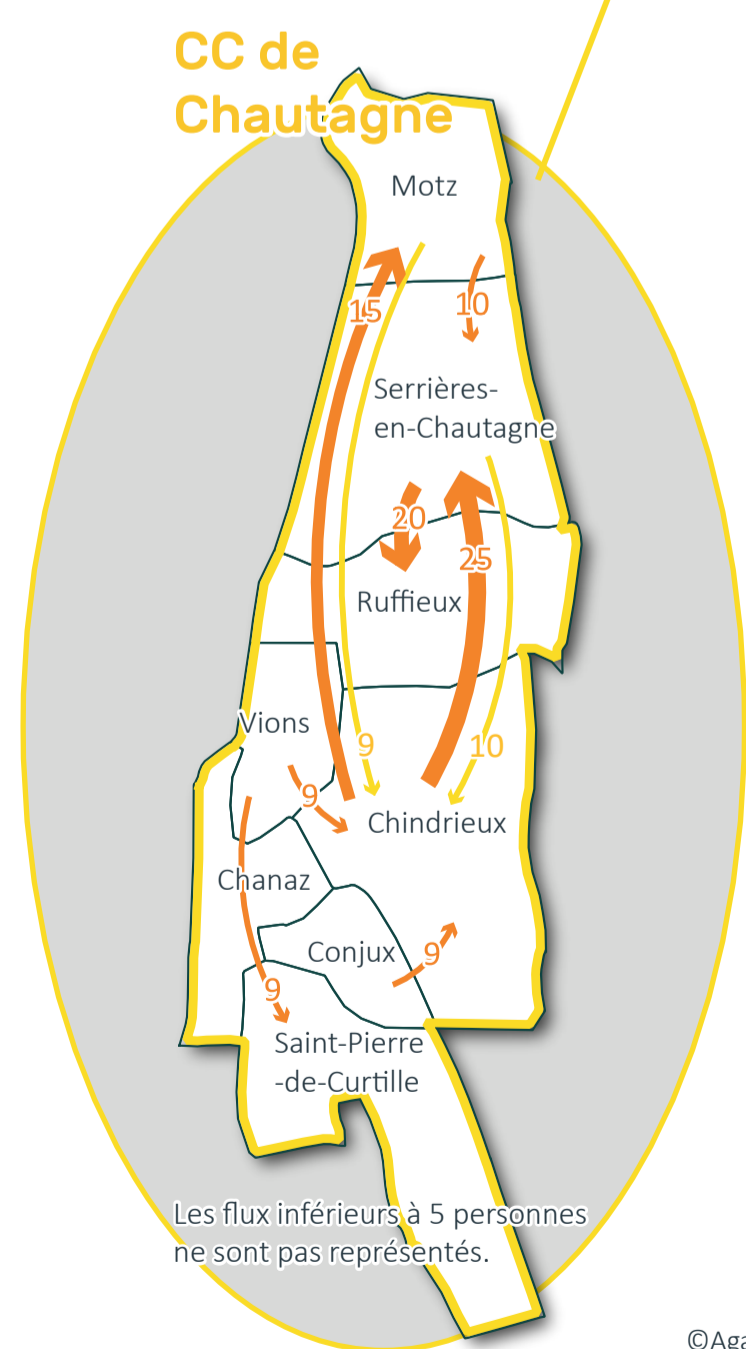 CC de
Chautagne
Motz
15
10
Serrières-
en-Chautagne
20
25
Ruffieux
Vions
9
10
9
Chindrieux
Chanaz
Conjux
9
9
Saint-Pierre
-de-Curtille
Les flux inférieurs à 5 personnes
ne sont pas représentés.
©Aga